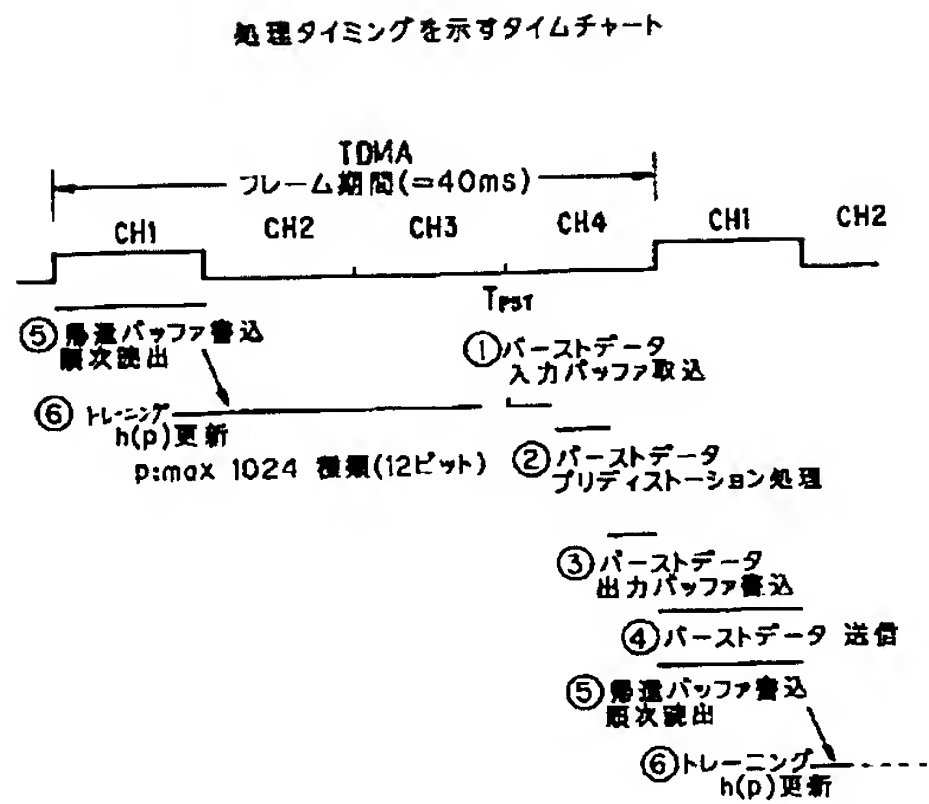 処理タイミングを示すタイムチャート
TDMA
フレーム期間(=40ms)
CH1 CH2 CH3 CH4 CH1 CH2
TPST
⑤帰還バッファ書込
順次読出
①バーストデータ
入力バッファ取込
⑥トレーニング
h(p)更新
p:max 1024 種類(12ビット)
②バーストデータ
プリディストーション処理
③バーストデータ
出力バッファ書込
④バーストデータ 送信
⑤帰還バッファ書込
順次読出
⑥トレーニング
h(p)更新